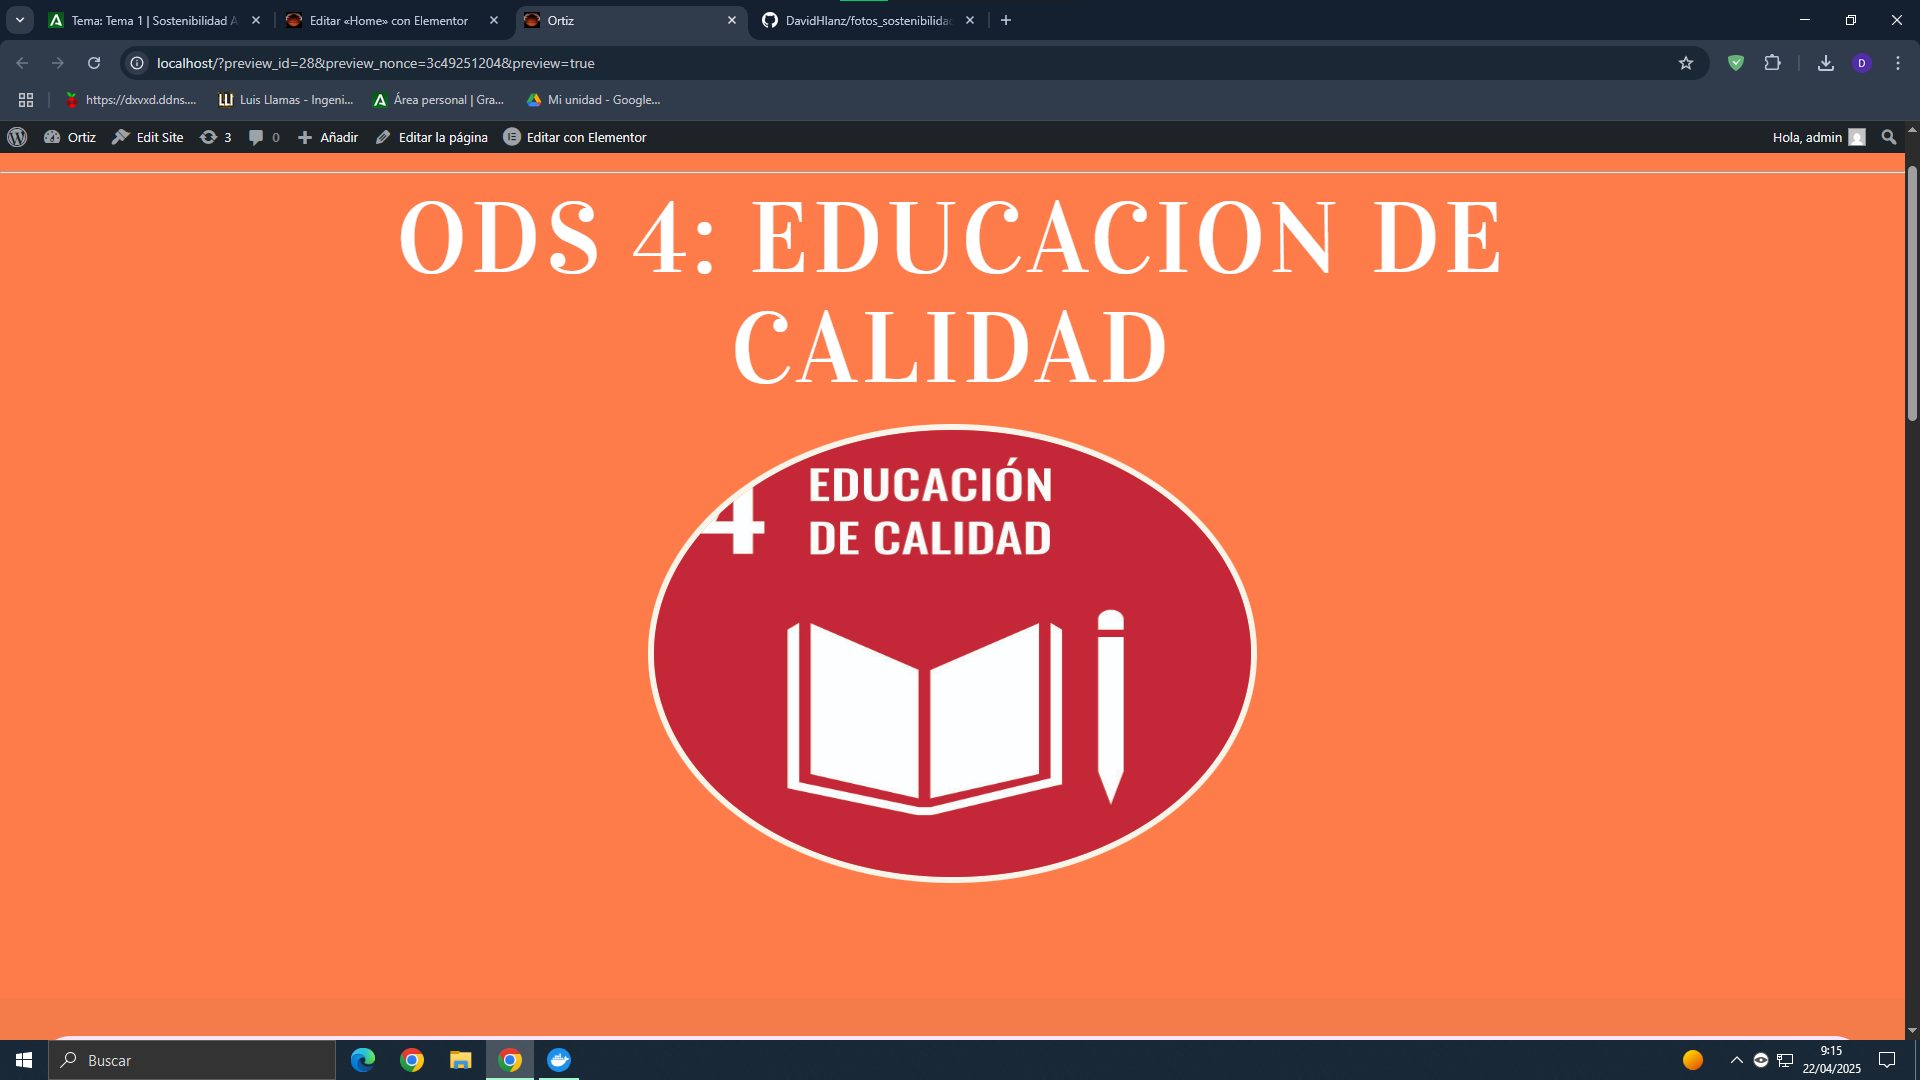 Tema: Tema 1 | Sostenibilidad A
Editar «Home» con Elementor
Ortiz
DavidHlanz/fotos_sostenibilidad
localhost/?preview_id=28&preview_nonce=3c49251204&preview=true
D
https://dxvxd.ddns....
Luis Llamas - Ingeni...
Área personal | Gra...
Mi unidad - Google...
Ortiz
Edit Site
3
0
Añadir
Editar la página
Editar con Elementor
Hola, admin
ODS 4: EDUCACION DE
CALIDAD
4 EDUCACIÓN
DE CALIDAD
Buscar
9:15
22/04/2025